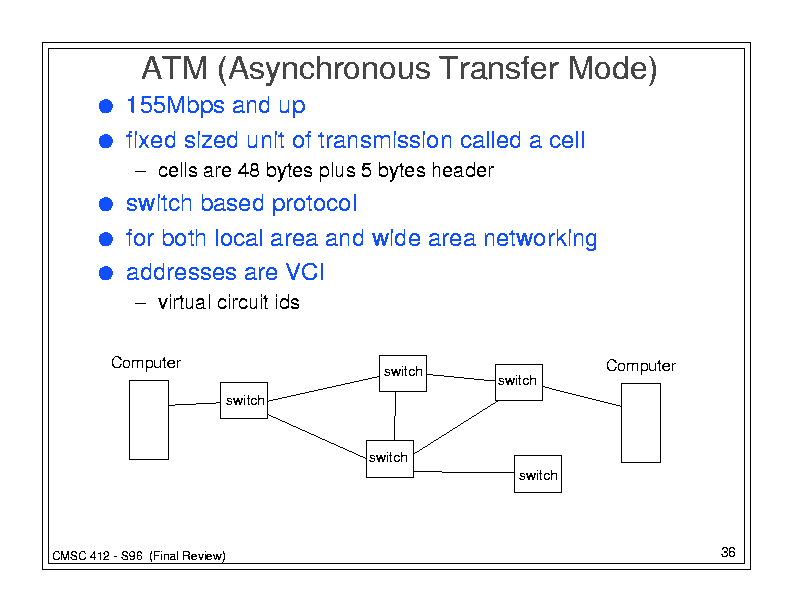 ATM (Asynchronous Transfer Mode)
● 155Mbps and up
● fixed sized unit of transmission called a cell
– cells are 48 bytes plus 5 bytes header
● switch based protocol
● for both local area and wide area networking
● addresses are VCI
– virtual circuit ids
Computer
switch
switch
switch
Computer
switch
switch
CMSC 412 - S96 (Final Review)
36